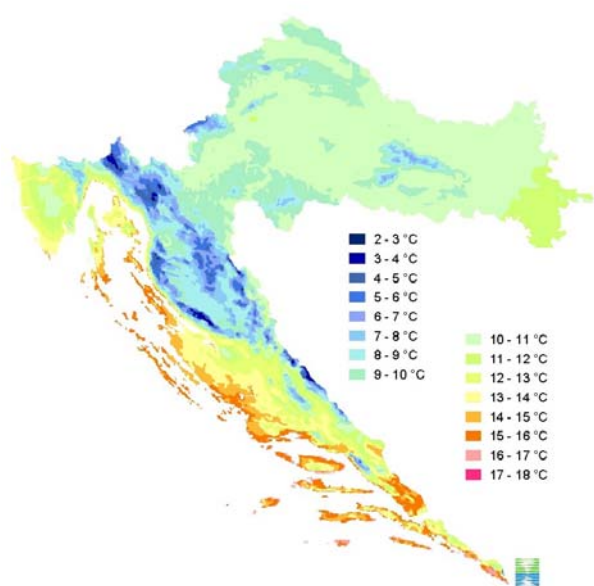 2 - 3 °C
3 - 4 °C
4 - 5 °C
5 - 6 °C
6 - 7 °C
7 - 8 °C
8 - 9 °C
9 - 10 °C
10 - 11 °C
11 - 12 °C
12 - 13 °C
13 - 14 °C
14 - 15 °C
15 - 16 °C
16 - 17 °C
17 - 18 °C